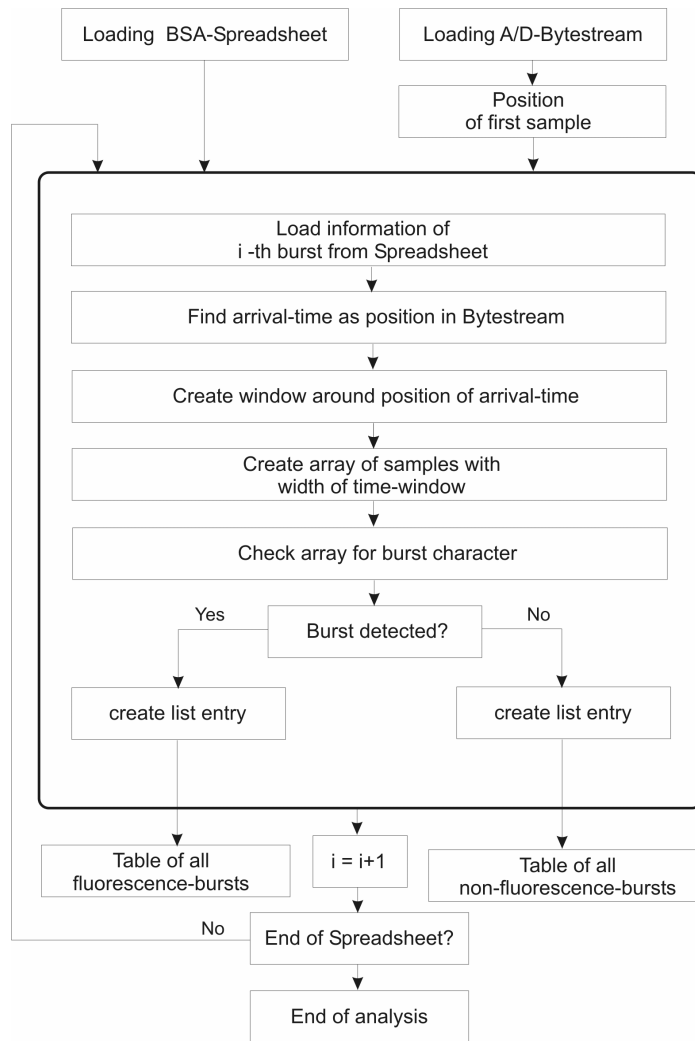 Loading BSA-Spreadsheet
Loading A/D-Bytestream
Position
of first sample
Load information of
i -th burst from Spreadsheet
Find arrival-time as position in Bytestream
Create window around position of arrival-time
Create array of samples with
width of time-window
Check array for burst character
Yes
Burst detected?
No
create list entry
create list entry
Table of all
fluorescence-bursts
i = i+1
Table of all
non-fluorescence-bursts
No
End of Spreadsheet?
End of analysis